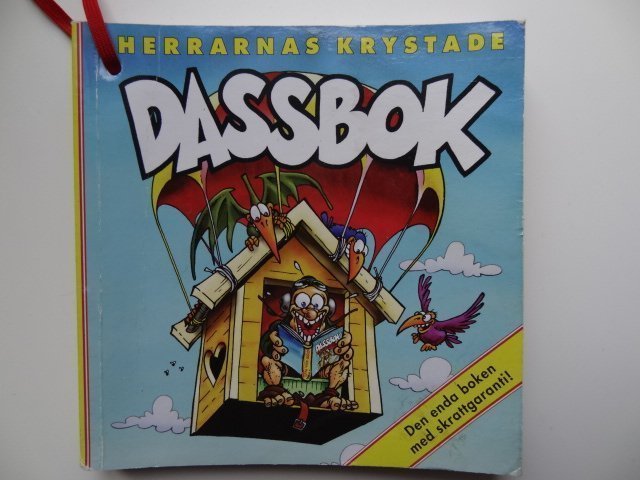 HERRARNAS KRYSTADE
DASSBOK
Den enda boken
med skrattgaranti!